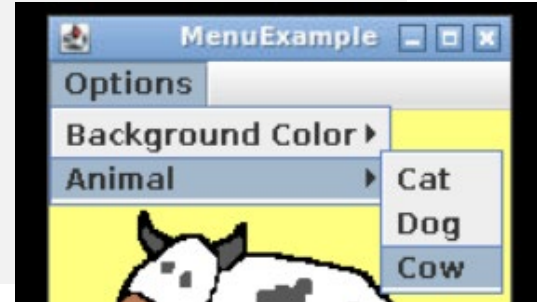 MenuExample
Options
Background Color
Animal
Cat
Dog
Cow